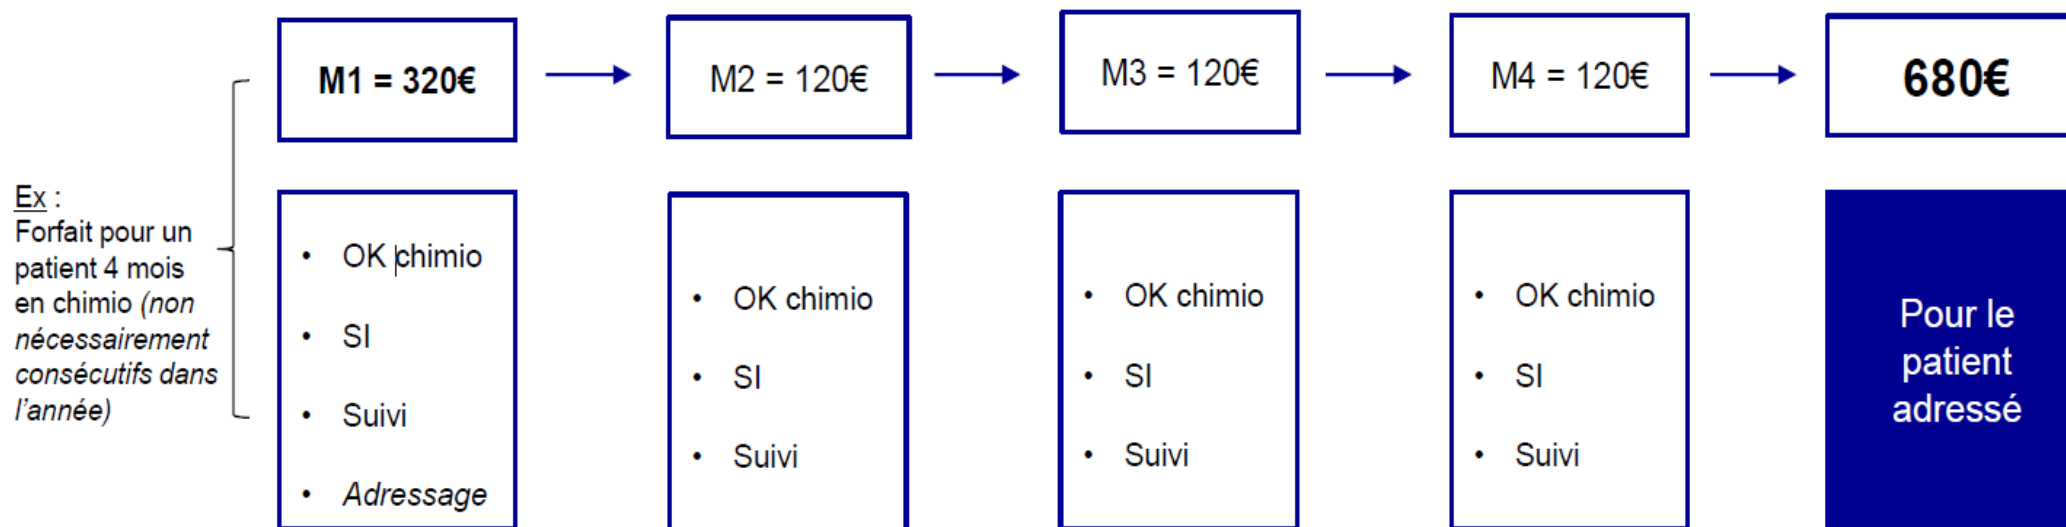 M1 = 320€
M2 = 120€
M3 = 120€
M4 = 120€
680€
Ex :
Forfait pour un
patient 4 mois
en chimio (non
nécessairement
consécutifs dans
l'année)
• OK chimio
• SI
• Suivi
• Adressage
• OK chimio
• SI
• Suivi
• OK chimio
• SI
• Suivi
• OK chimio
• SI
• Suivi
Pour le
patient
adressé